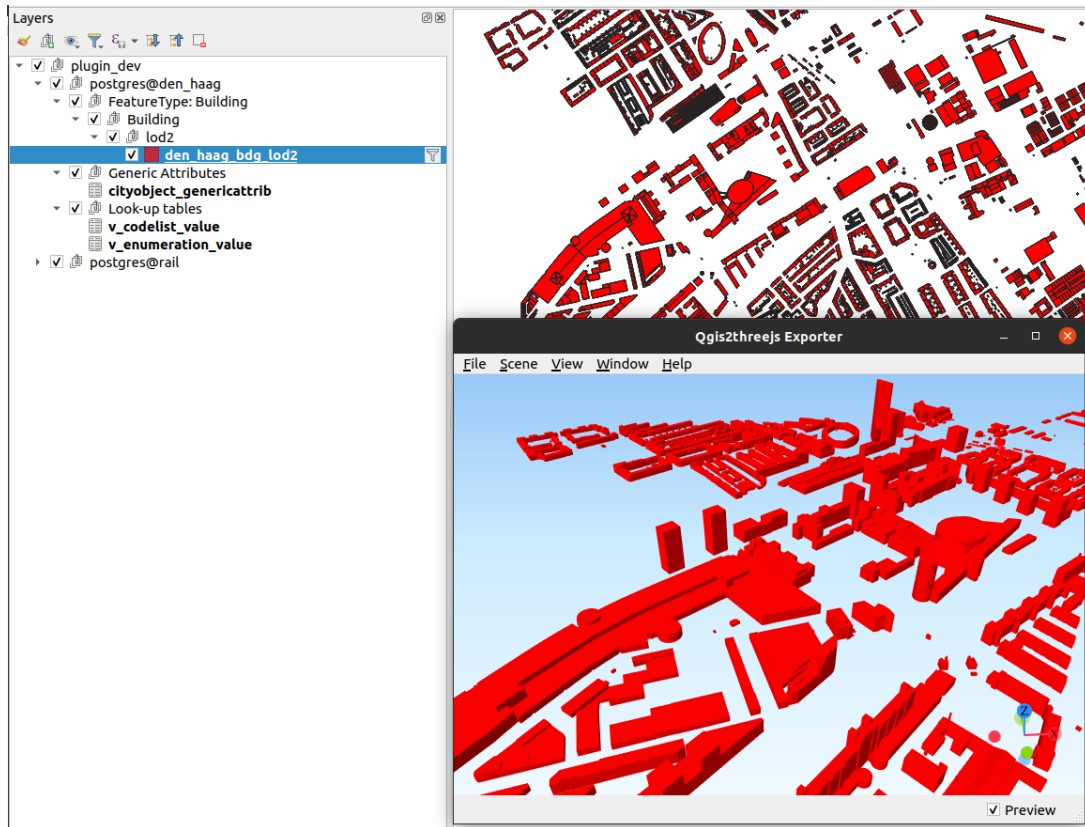 Layers
plugin_dev
postgres@den_haag
FeatureType: Building
Building
lod2
den_haag_bdg_lod2
Generic Attributes
cityobject_genericattrib
Look-up tables
v_codelist_value
v_enumeration_value
postgres@rail
Qgis2threejs Exporter
File Scene View Window Help
Z
X
Preview